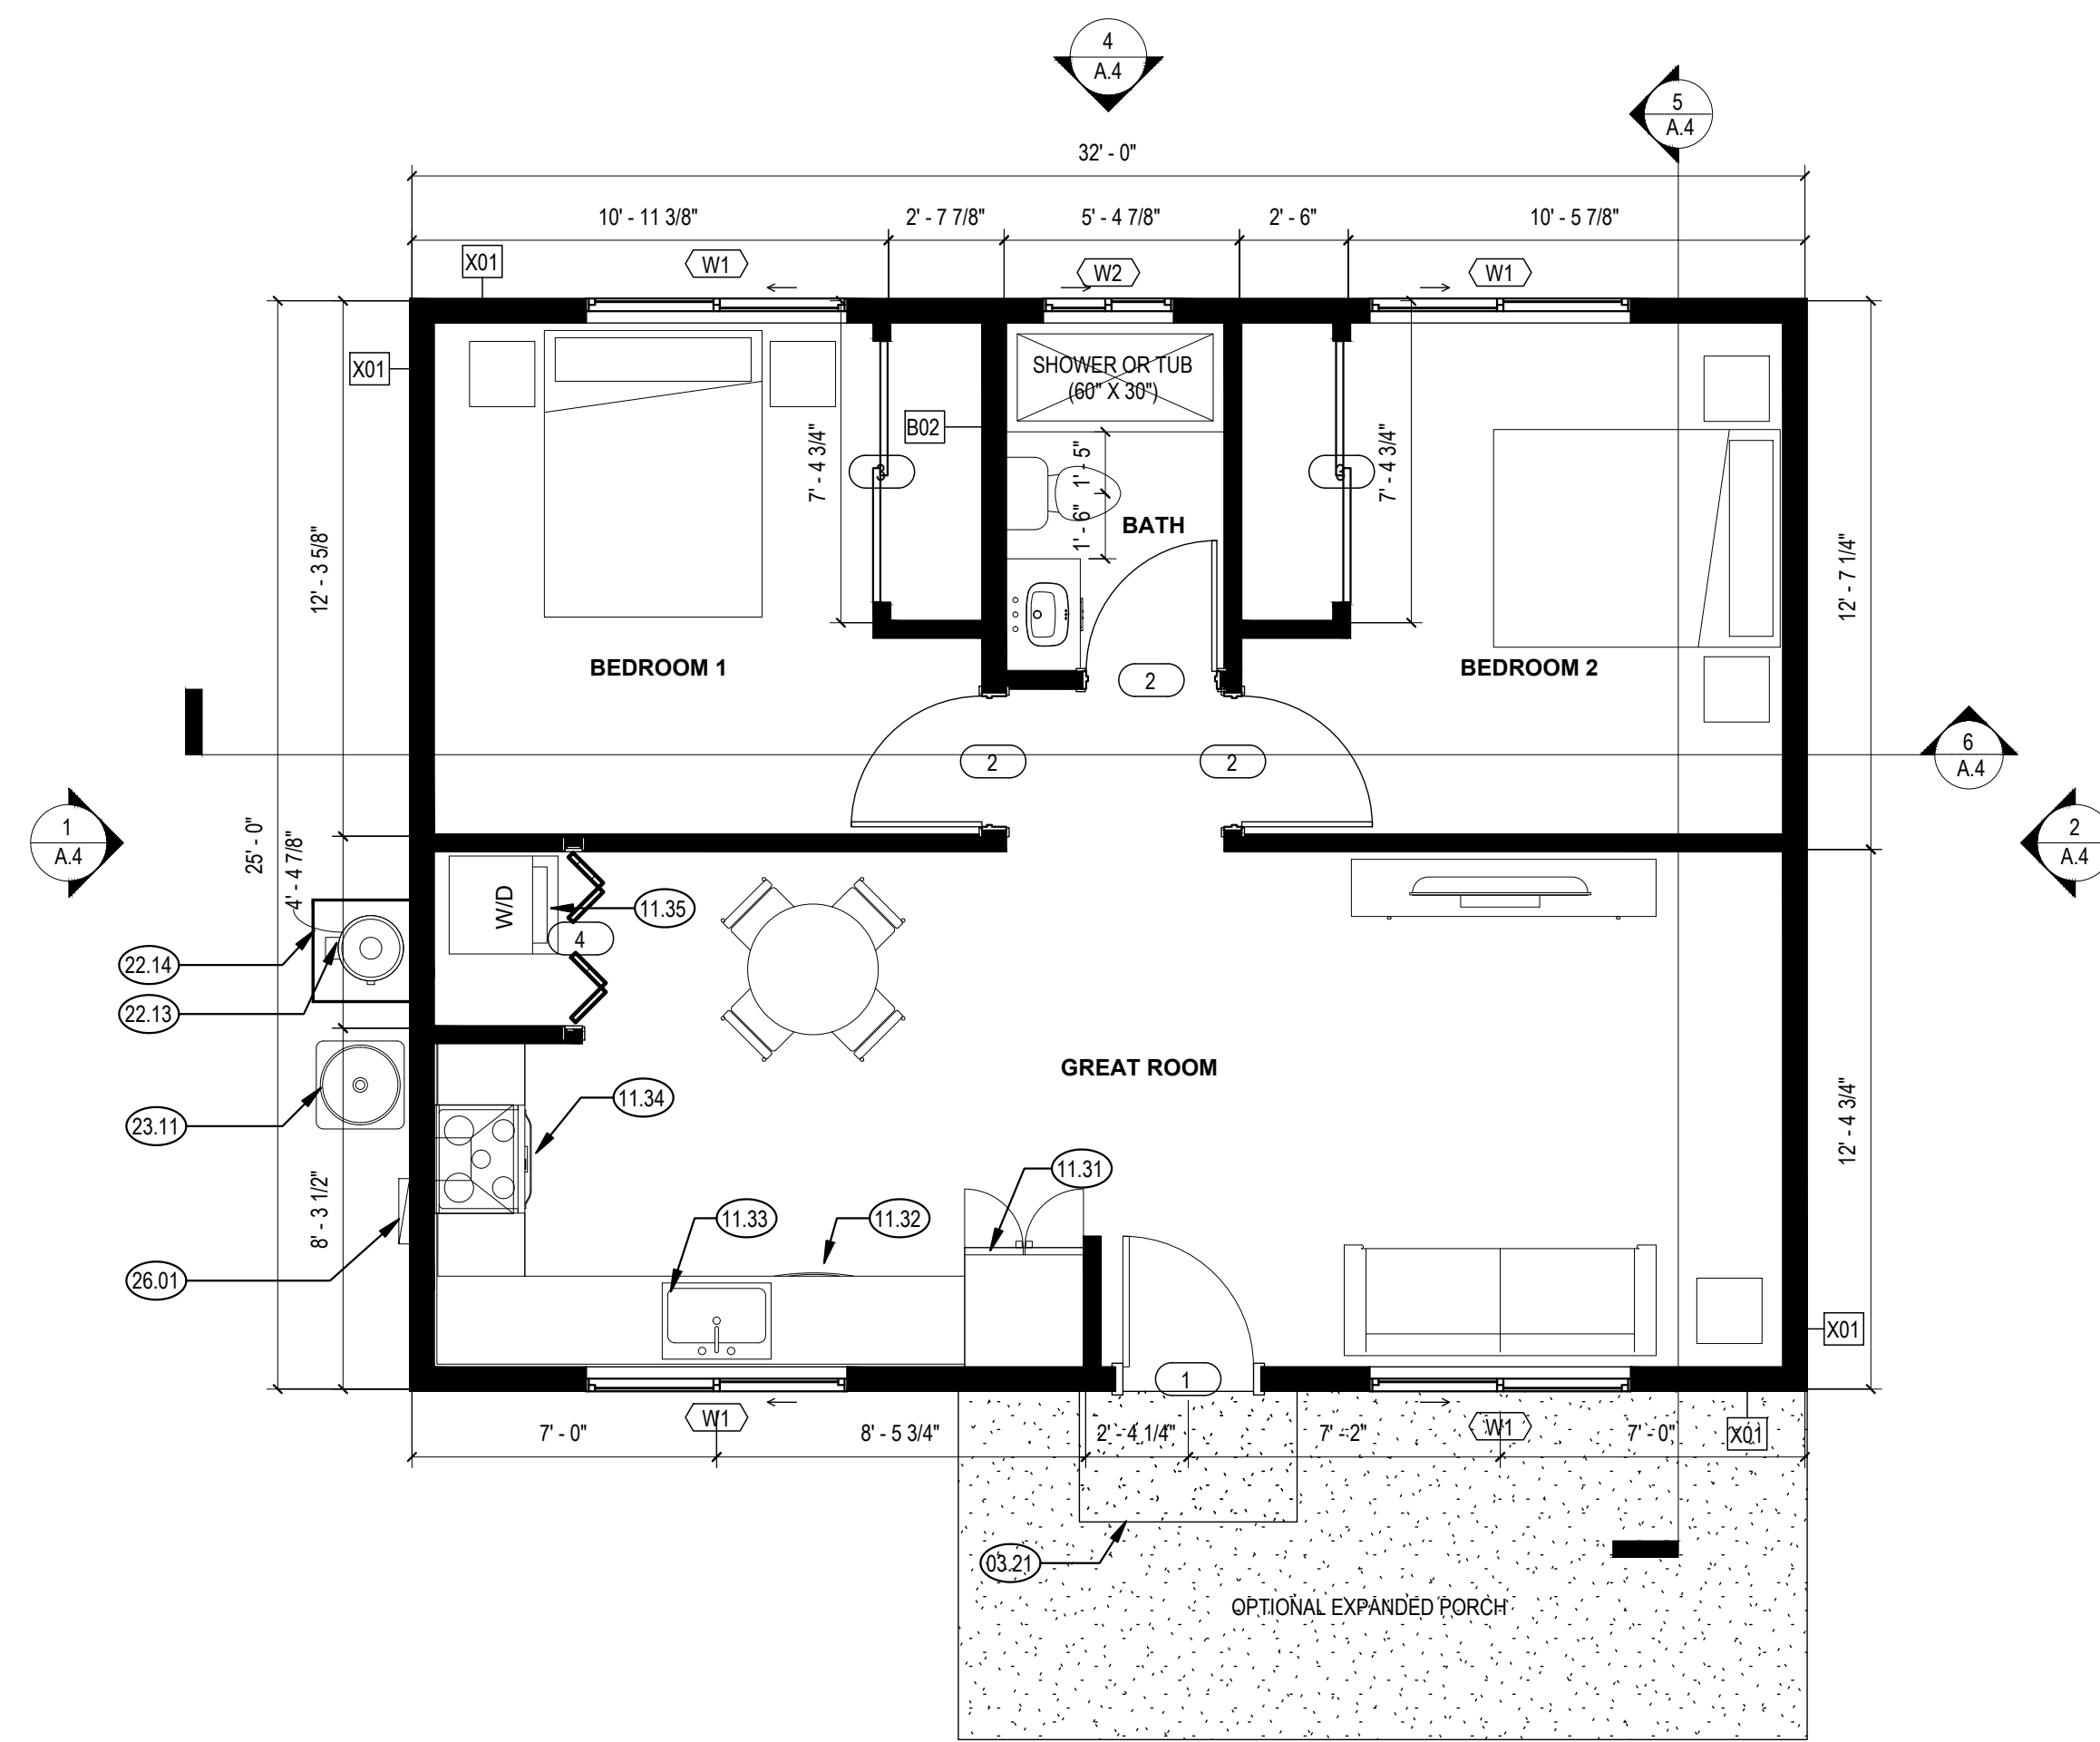 4
A.4
5
A.4
32' - 0"
10' - 11 3/8"
2' - 7 7/8"
5' - 4 7/8"
2' - 6"
10' - 5 7/8"
X01
W1
W2
W1
X01
SHOWER OR TUB
(60" X 30")
B02
7' - 4 3/4"
3
1' - 5"
3
7' - 4 3/4"
1' - 6"
BATH
12' - 3 5/8"
12' - 7 1/4"
BEDROOM 1
2
BEDROOM 2
2
2
6
A.4
1
A.4
25' - 0"
4' - 4 7/8"
2
A.4
W/D
11.35
4
22.14
22.13
GREAT ROOM
11.34
23.11
12' - 4 3/4"
11.31
8' - 3 1/2"
11.33
11.32
26.01
X01
1
7' - 0"
W1
8' - 5 3/4"
2' - 4 1/4"
7' - 2"
W1
7' - 0"
X01
03.21
OPTIONAL EXPANDED PORCH